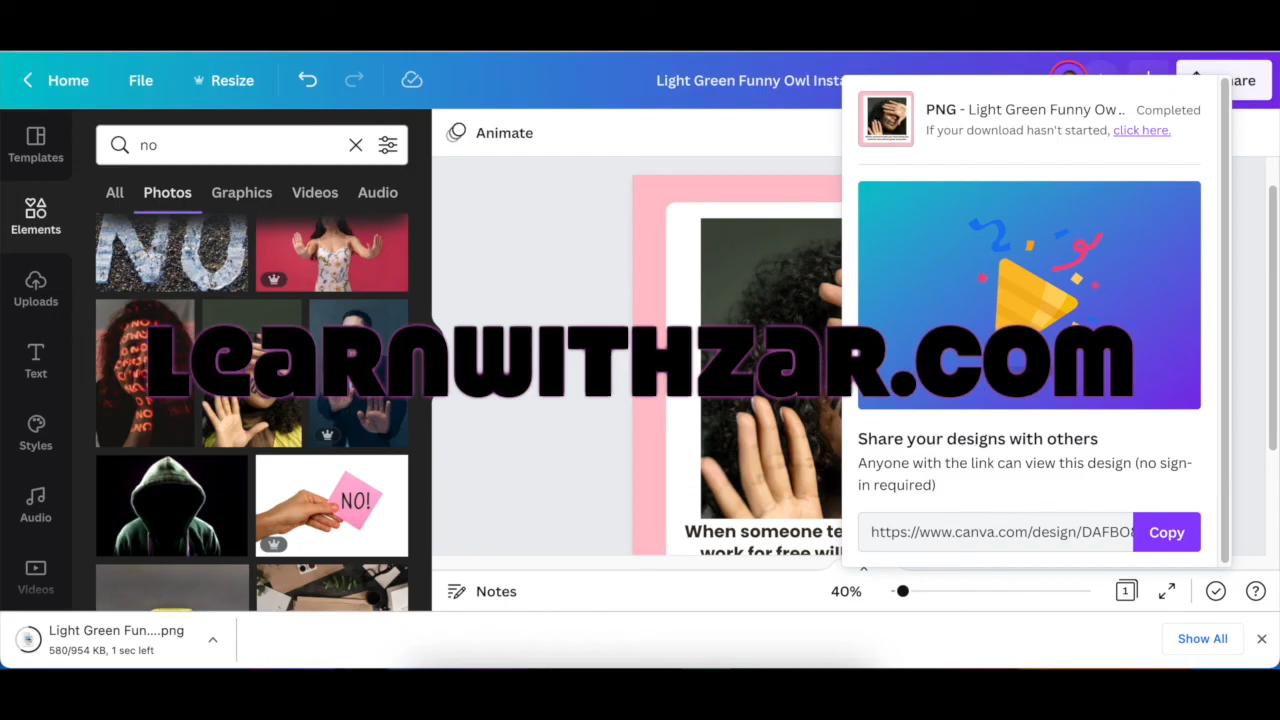 Home
File
Resize
Light Green Funny Owl Insta
are
Templates
Elements
Uploads
Text
Styles
Audio
Videos
no
All
Photos
Graphics
Videos
Audio
NO
NO!
Animate
When someone te
work for free will
PNG - Light Green Funny Ow..
Completed
If your download hasn't started, click here.
Share your designs with others
Anyone with the link can view this design (no sign-
in required)
https://www.canva.com/design/DAFBO
Copy
Learnwithzar.com
Notes
40%
1
Light Green Fun....png
580/954 KB, 1 sec left
Show All